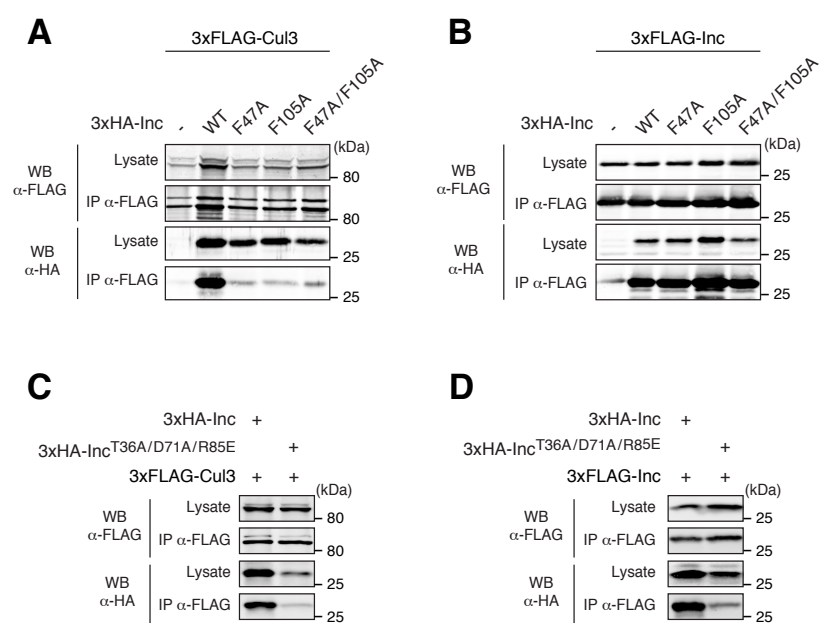 A
3xFLAG-Cul3
3xHA-Inc - WT F47A F105A F47A/F105A
(kDa)
WB α-FLAG
Lysate
80
IP α-FLAG
80
WB α-HA
Lysate
25
IP α-FLAG
25
B
3xFLAG-Inc
3xHA-Inc - WT F47A F105A F47A/F105A
(kDa)
WB α-FLAG
Lysate
25
IP α-FLAG
25
WB α-HA
Lysate
25
IP α-FLAG
25
C
3xHA-Inc +
3xHA-IncT36A/D71A/R85E +
3xFLAG-Cul3 + +
(kDa)
WB α-FLAG
Lysate
80
IP α-FLAG
80
WB α-HA
Lysate
25
IP α-FLAG
25
D
3xHA-Inc +
3xHA-IncT36A/D71A/R85E +
3xFLAG-Inc + +
(kDa)
WB α-FLAG
Lysate
25
IP α-FLAG
25
WB α-HA
Lysate
25
IP α-FLAG
25